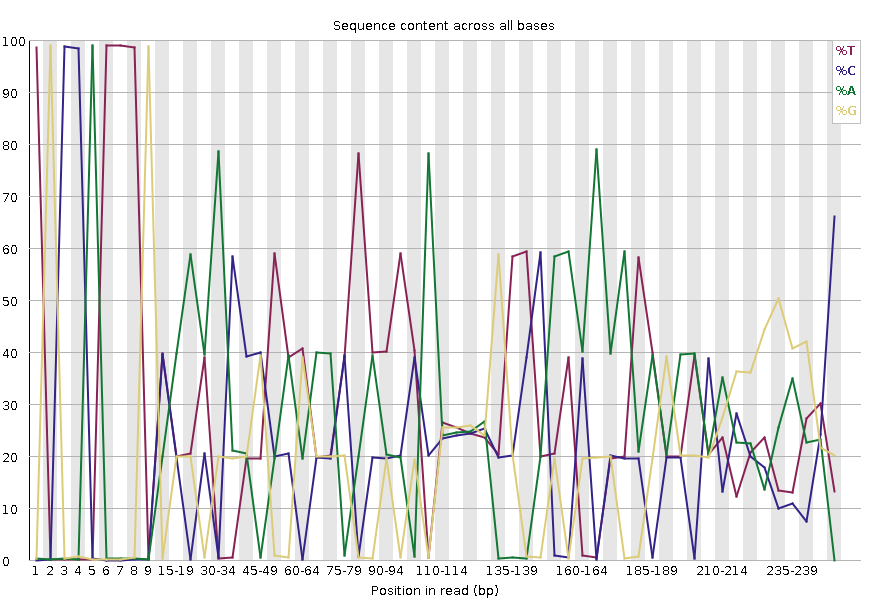 Sequence content across all bases
%T
%C
%A
%G
100
90
80
70
60
50
40
30
20
10
0
1 2 3 4 5 6 7 8 9 15-19 30-34 45-49 60-64 75-79 90-94 110-114 135-139 160-164 185-189 210-214 235-239
Position in read (bp)